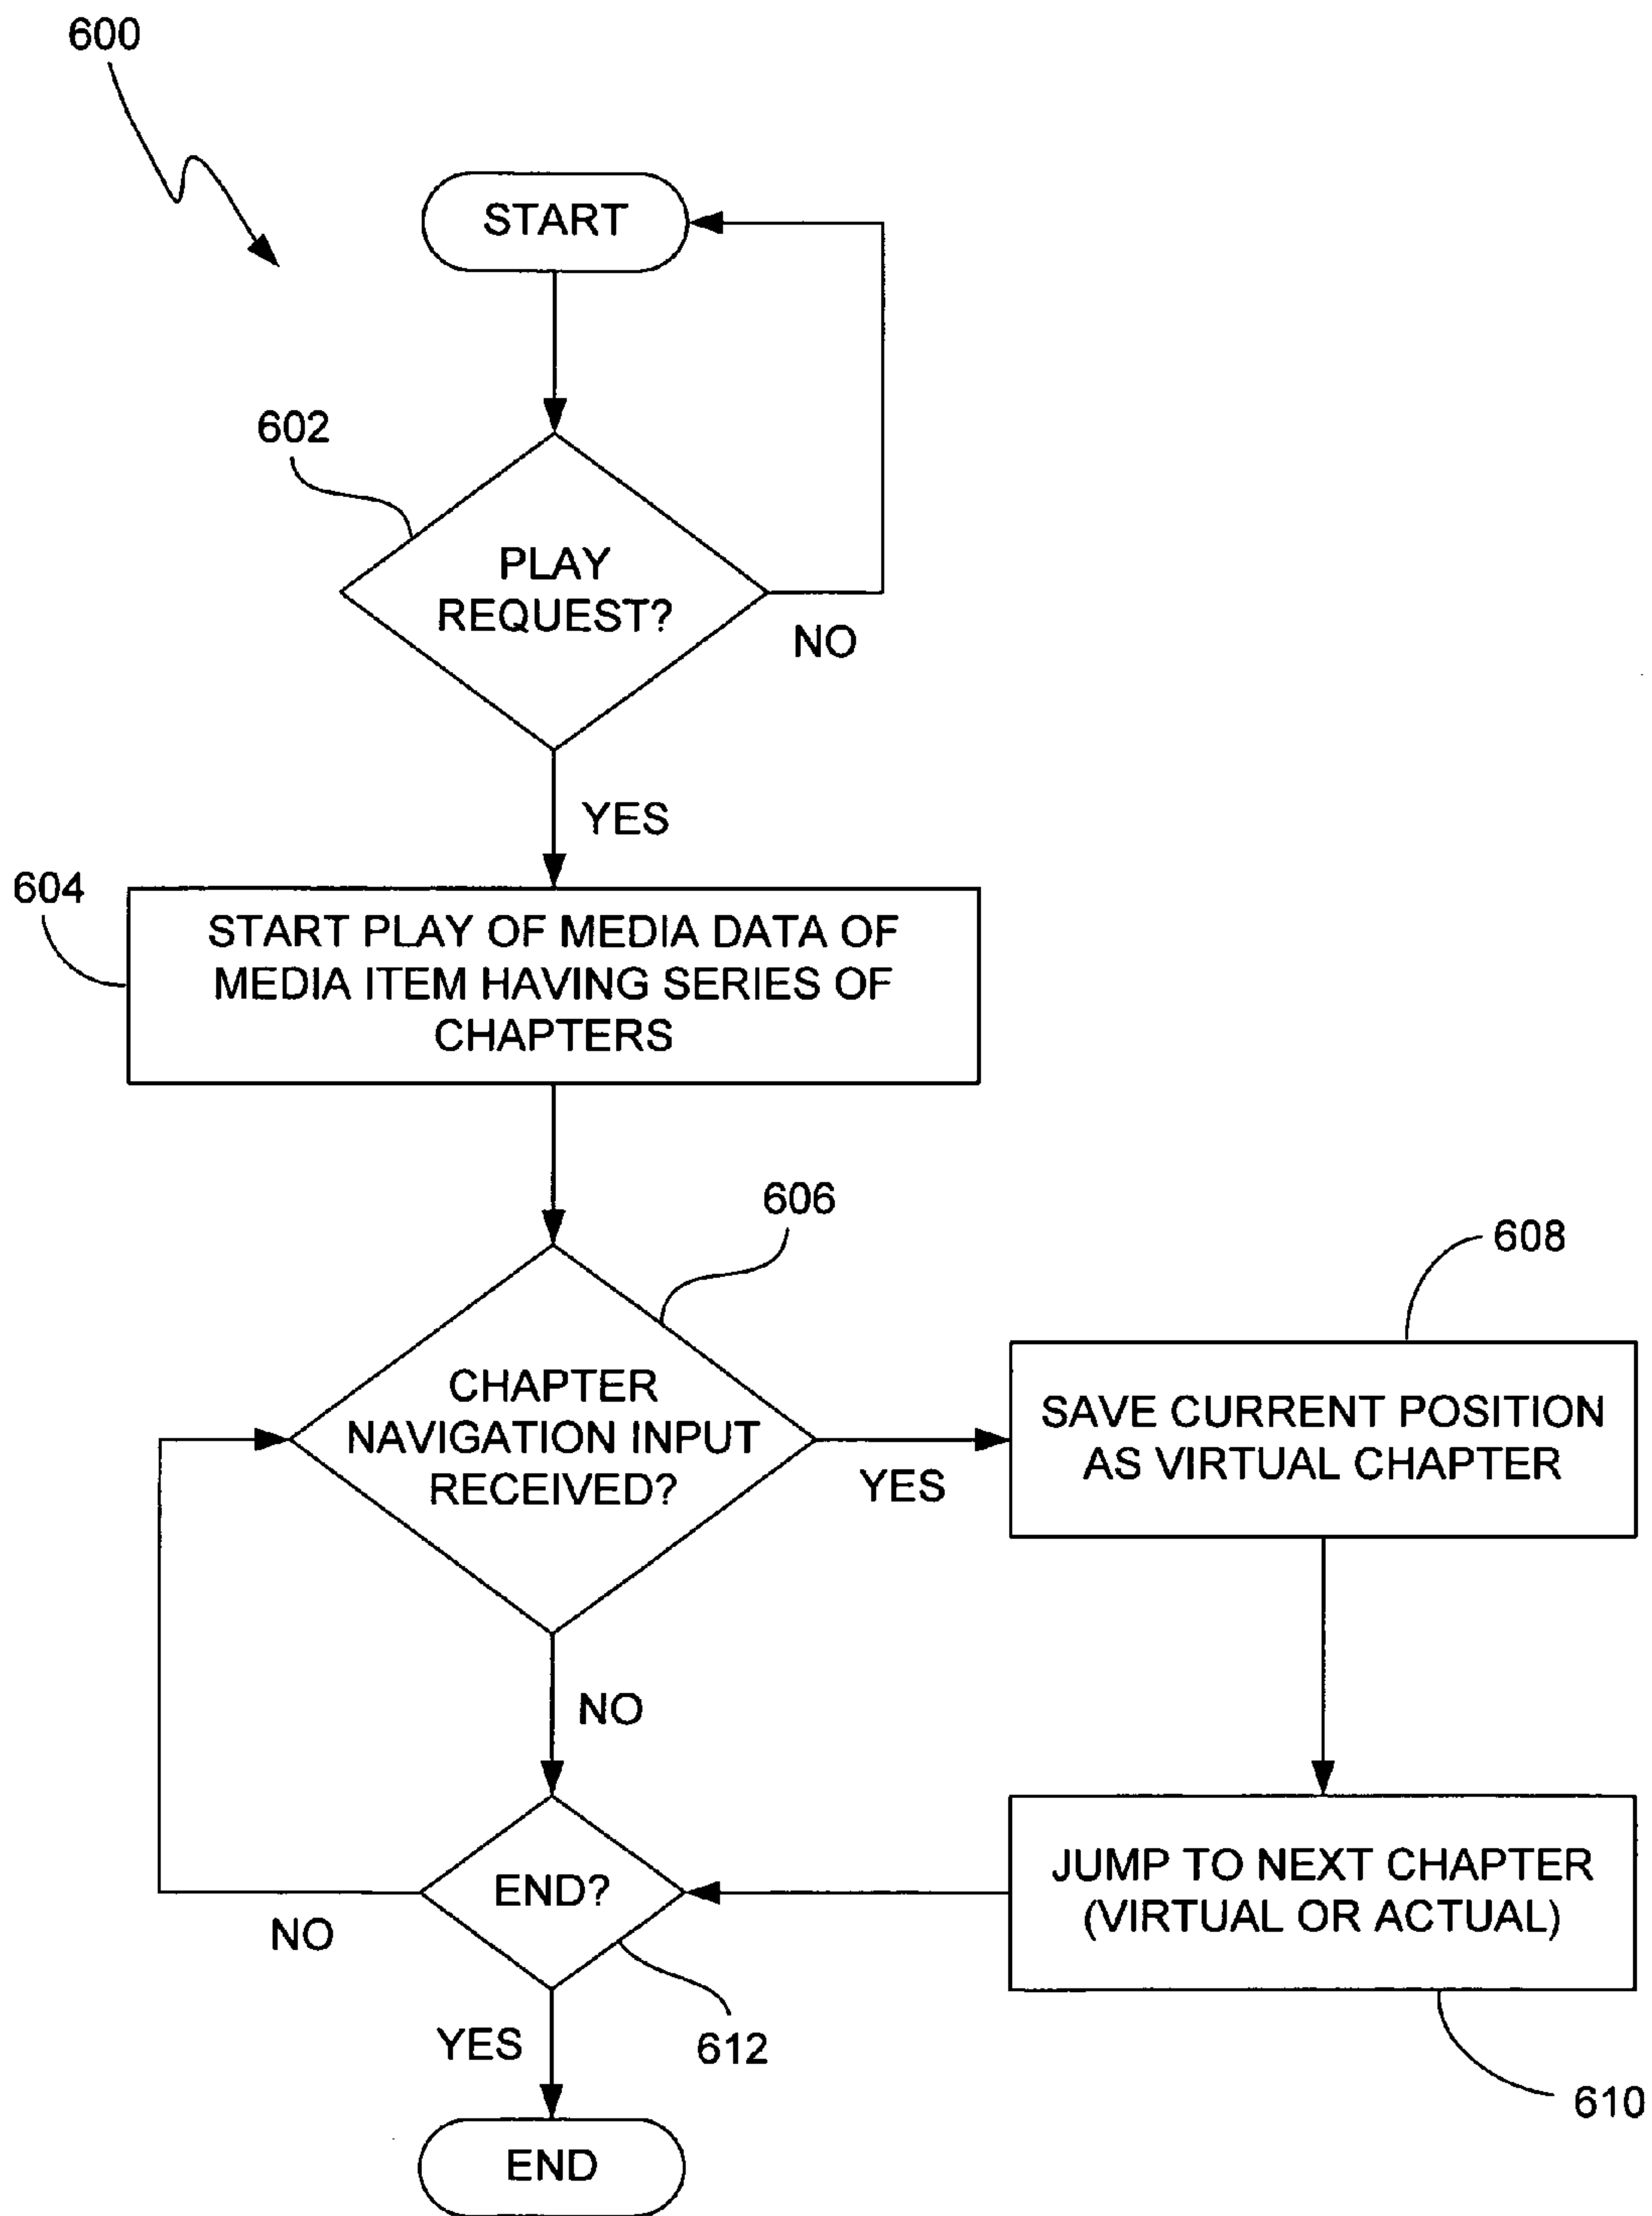 600
START
602
PLAY
REQUEST?
NO
YES
604
START PLAY OF MEDIA DATA OF
MEDIA ITEM HAVING SERIES OF
CHAPTERS
606
608
CHAPTER
NAVIGATION INPUT
RECEIVED?
YES
SAVE CURRENT POSITION
AS VIRTUAL CHAPTER
NO
JUMP TO NEXT CHAPTER
(VIRTUAL OR ACTUAL)
END?
NO
612
YES
610
END